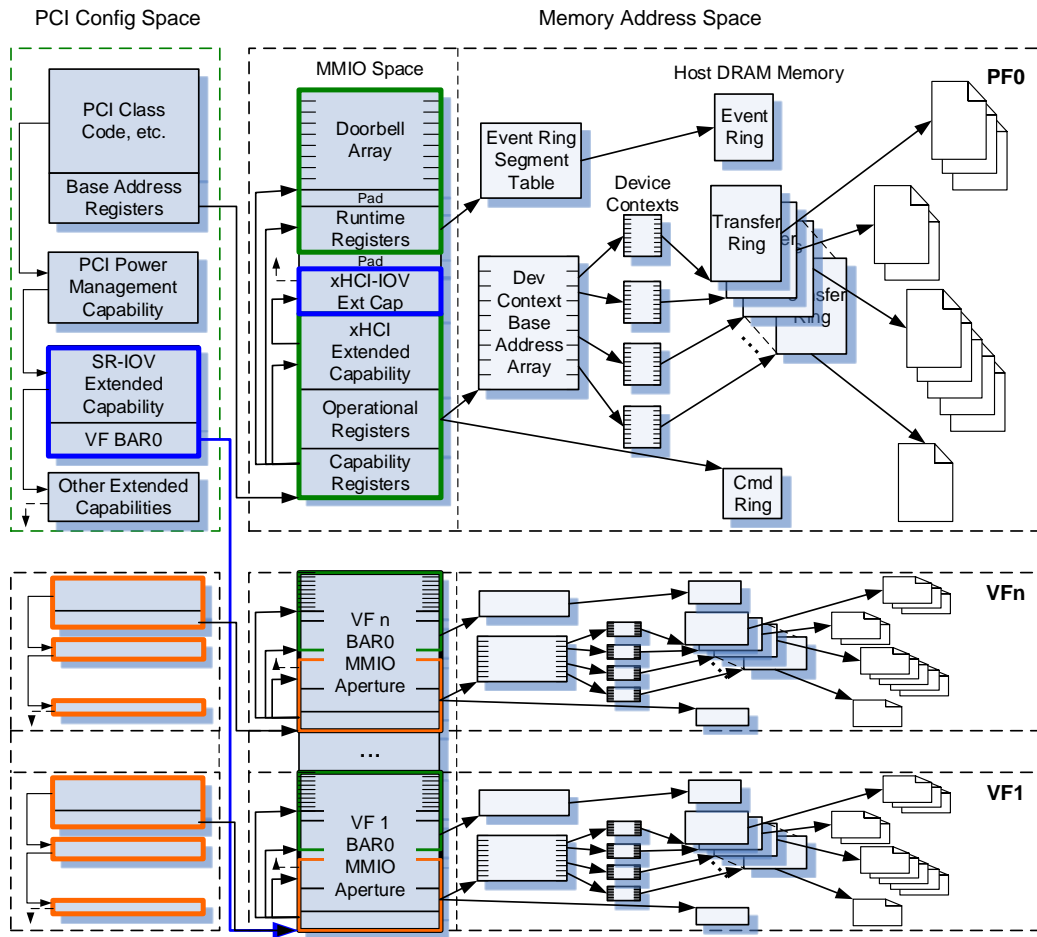 PCI Config Space
Memory Address Space
PCI Class
Code, etc.
Base Address
Registers
PCI Power
Management
Capability
SR-IOV
Extended
Capability
VF BAR0
Other Extended
Capabilities
MMIO Space
Doorbell
Array
Pad
Runtime
Registers
Pad
xHCI-IOV
Ext Cap
xHCI
Extended
Capability
Operational
Registers
Capability
Registers
Host DRAM Memory
PF0
Event Ring
Segment
Table
Event
Ring
Device
Contexts
Dev
Context
Base
Address
Array
Transfer
Ring
Ring
Cmd
Ring
VF n
BAR0
MMIO
Aperture
VFn
...
VF 1
BAR0
MMIO
Aperture
VF1